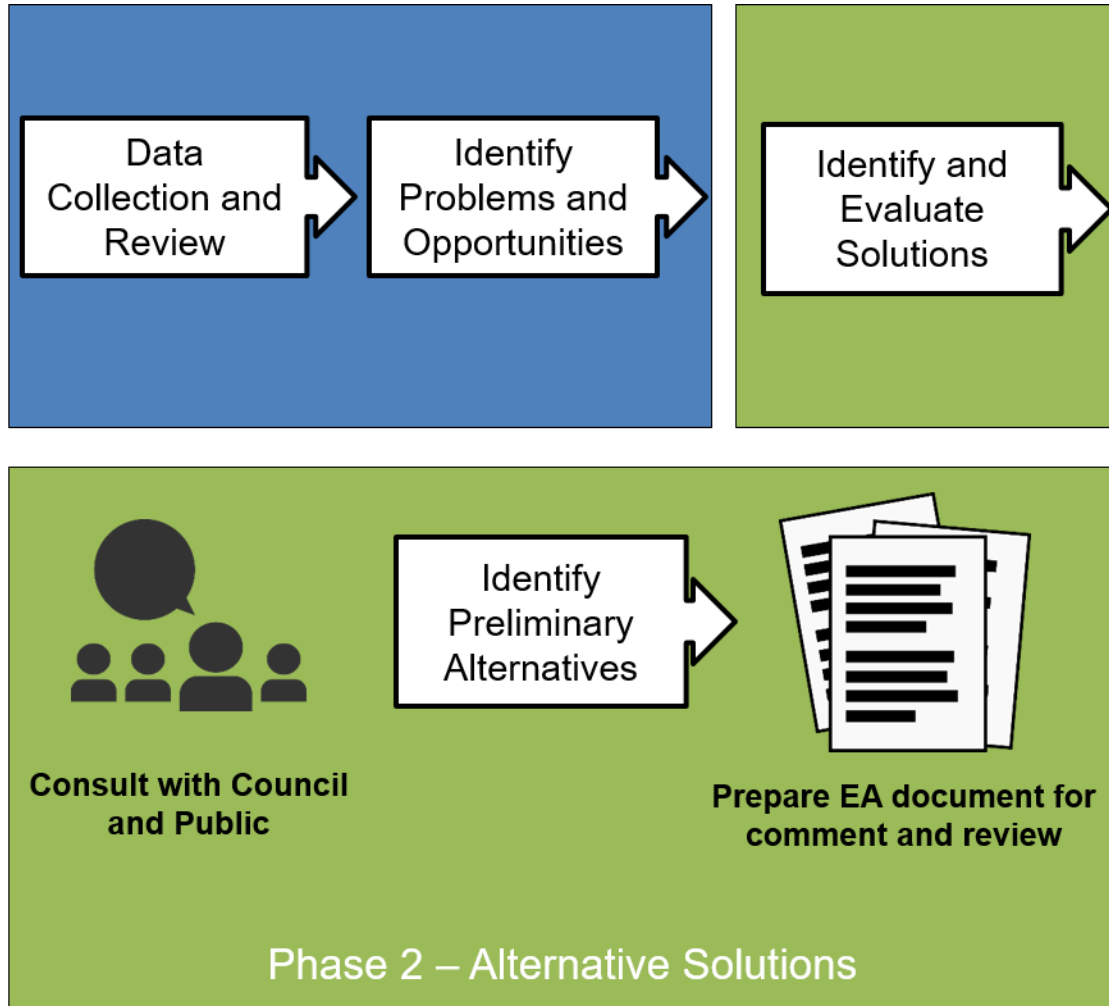 Data
Collection and
Review
Identify
Problems and
Opportunities
Identify and
Evaluate
Solutions
Consult with Council
and Public
Identify
Preliminary
Alternatives
Prepare EA document for
comment and review
Phase 2 – Alternative Solutions